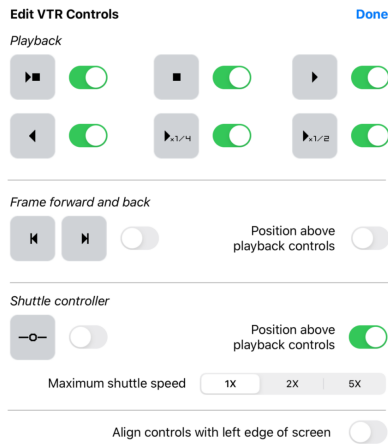 Edit VTR Controls Done
Playback
x1/4 x1/2
Frame forward and back
Position above
playback controls
Shuttle controller
Position above
playback controls
Maximum shuttle speed 1X 2X 5X
Align controls with left edge of screen